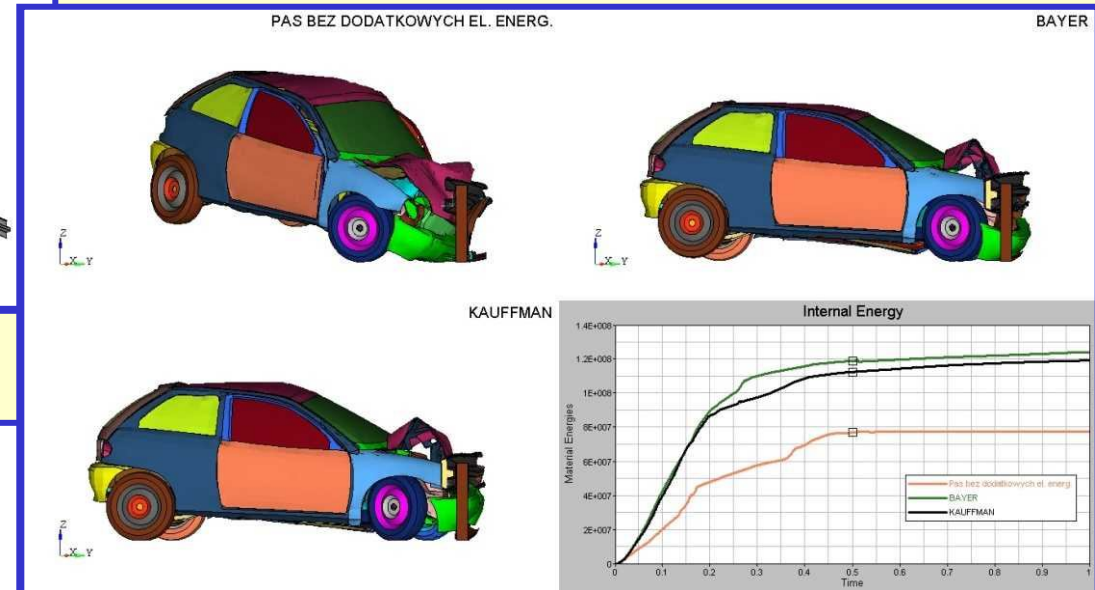 PAS BEZ DODATKOWYCH EL. ENERG.
BAYER
Z
X Y
Z
X Y
KAUFFMAN
Z
X Y
Internal Energy
Material Energies
1.4E+008
1.2E+008
1E+008
8E+007
6E+007
4E+007
2E+007
0
0 0.1 0.2 0.3 0.4 0.5 0.6 0.7 0.8 0.9 1
Time
Pas bez dodatkowych el. energ.
BAYER
KAUFFMAN